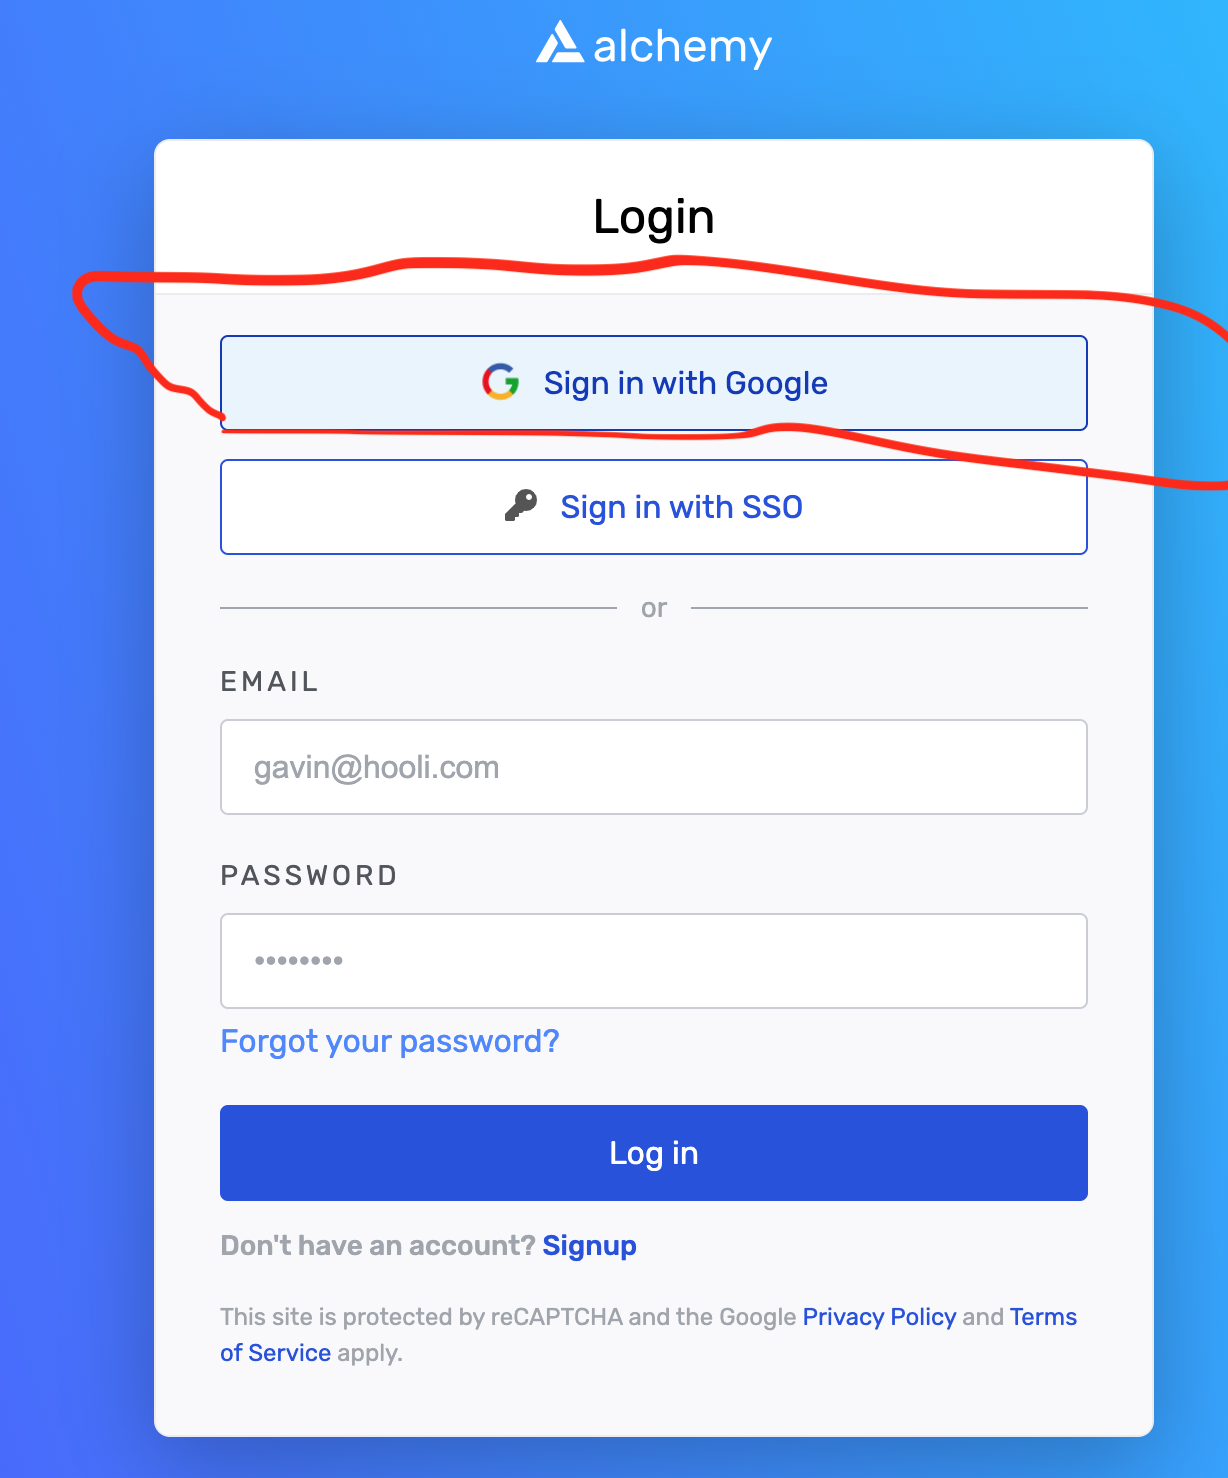 alchemy
Login
Sign in with Google
Sign in with SSO
or
EMAIL
gavin@hooli.com
PASSWORD
••••••••
Forgot your password?
Log in
Don't have an account? Signup
This site is protected by reCAPTCHA and the Google Privacy Policy and Terms
of Service apply.